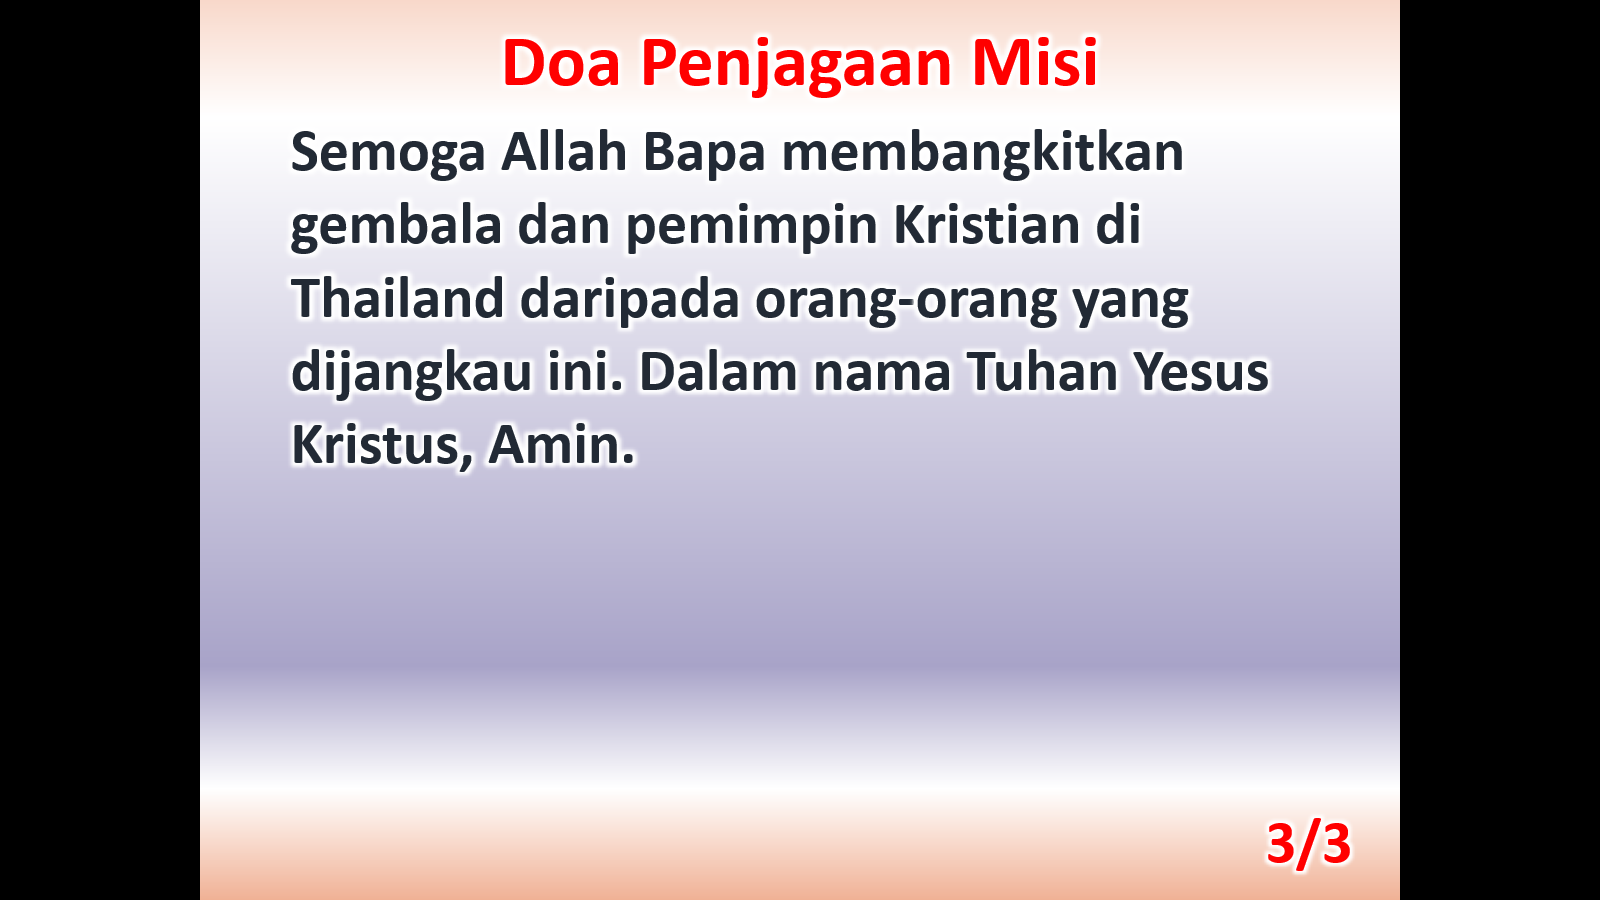 Doa Penjagaan Misi
Semoga Allah Bapa membangkitkan
gembala dan pemimpin Kristian di
Thailand daripada orang-orang yang
dijangkau ini. Dalam nama Tuhan Yesus
Kristus, Amin.
3/3